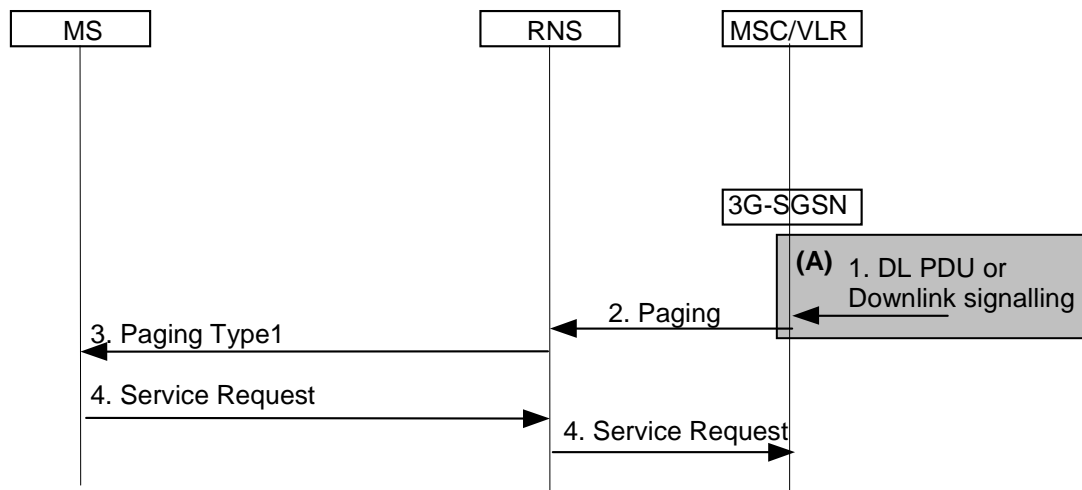 MS
RNS
MSC/VLR
3G-SGSN
(A) 1. DL PDU or
Downlink signalling
2. Paging
3. Paging Type1
4. Service Request
4. Service Request